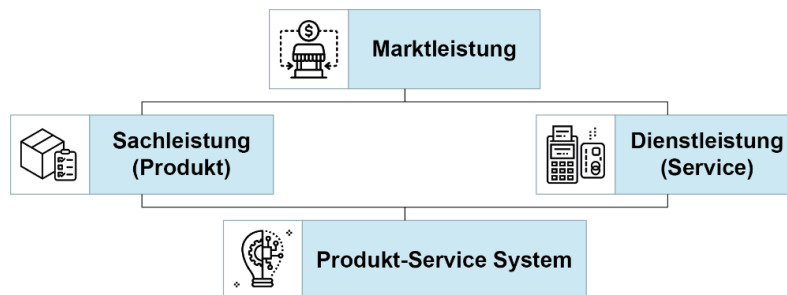 $
Marktleistung
Sachleistung
(Produkt)
Dienstleistung
(Service)
Produkt-Service System